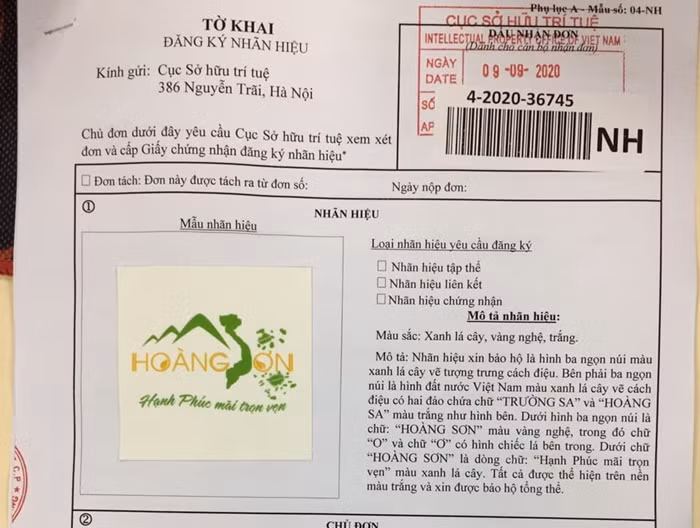 Phụ lục A - Mẫu số: 04-NH
TỜ KHAI
ĐĂNG KÝ NHÃN HIỆU
Kính gửi: Cục Sở hữu trí tuệ
386 Nguyễn Trãi, Hà Nội
Chủ đơn dưới đây yêu cầu Cục Sở hữu trí tuệ xem xét
đơn và cấp Giấy chứng nhận đăng ký nhãn hiệu*
CỤC SỞ HỮU TRÍ TUỆ
DẤU NHẬN ĐƠN
INTELLECTUAL PROPERTY OFFICE OF VIET NAM
(Dành cho cán bộ nhận đơn)
NGÀY
DATE
09-09-2020
SỐ
4-2020-36745
NH
☐ Đơn tách: Đơn này được tách ra từ đơn số:
Ngày nộp đơn:
①
NHÃN HIỆU
Mẫu nhãn hiệu
HOÀNG SƠN
Hạnh Phúc mãi trọn vẹn
Loại nhãn hiệu yêu cầu đăng ký
☐ Nhãn hiệu tập thể
☐ Nhãn hiệu liên kết
☐ Nhãn hiệu chứng nhận
Mô tả nhãn hiệu:
Màu sắc: Xanh lá cây, vàng nghệ, trắng.
Mô tả: Nhãn hiệu xin bảo hộ là hình ba ngọn núi màu
xanh lá cây vẽ tượng trưng cách điệu. Bên phải ba ngọn
núi là hình đất nước Việt Nam màu xanh lá cây vẽ cách
điệu có hai đảo chứa chữ "TRƯỜNG SA" và "HOÀNG
SA" màu trắng như hình bên. Dưới hình ba ngọn núi là
chữ: "HOÀNG SƠN" màu vàng nghệ, trong đó chữ
"O" và chữ "Ơ" có hình chiếc lá bên trong. Dưới chữ
"HOÀNG SƠN" là dòng chữ: "Hạnh Phúc mãi trọn
vẹn" màu xanh lá cây. Tất cả được thể hiện trên nền
màu trắng và xin được bảo hộ tổng thể.
②
CHỦ ĐƠN